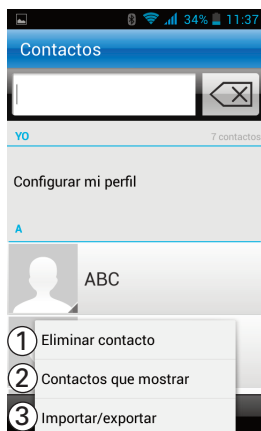 34% 11:37
Contactos
YO 7 contactos
Configurar mi perfil
A
ABC
1 Eliminar contacto
2 Contactos que mostrar
3 Importar/exportar